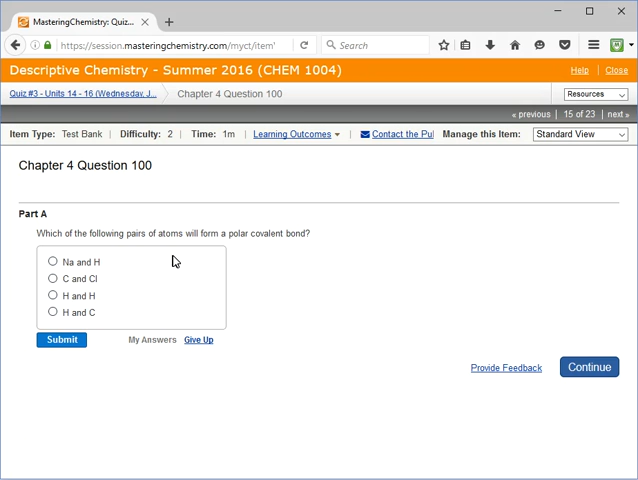 MasteringChemistry: Quiz...
https://session.masteringchemistry.com/myct/item'
Search
Descriptive Chemistry - Summer 2016 (CHEM 1004)
Help | Close
Quiz #3 - Units 14 - 16 (Wednesday, J...
Chapter 4 Question 100
Resources
« previous | 15 of 23 | next »
Item Type: Test Bank | Difficulty: 2 | Time: 1m | Learning Outcomes | Contact the Pul Manage this Item: Standard View
Chapter 4 Question 100
Part A
Which of the following pairs of atoms will form a polar covalent bond?
Na and H
C and Cl
H and H
H and C
Submit
My Answers
Give Up
Provide Feedback
Continue